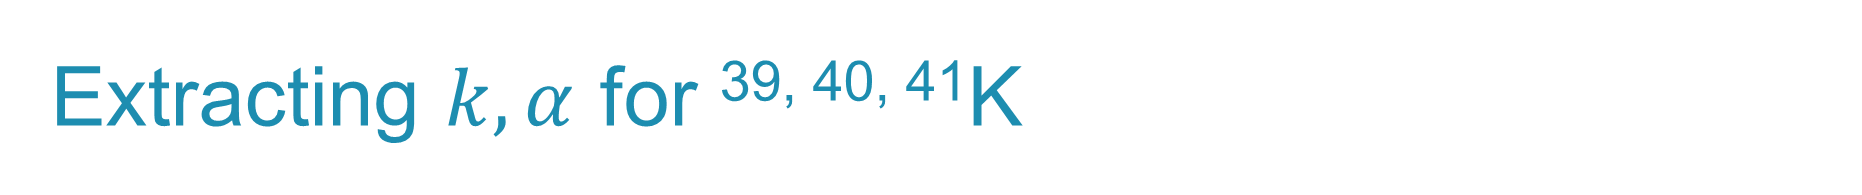 Extracting 𝑘, 𝛼 for ³⁹, ⁴⁰, ⁴¹K